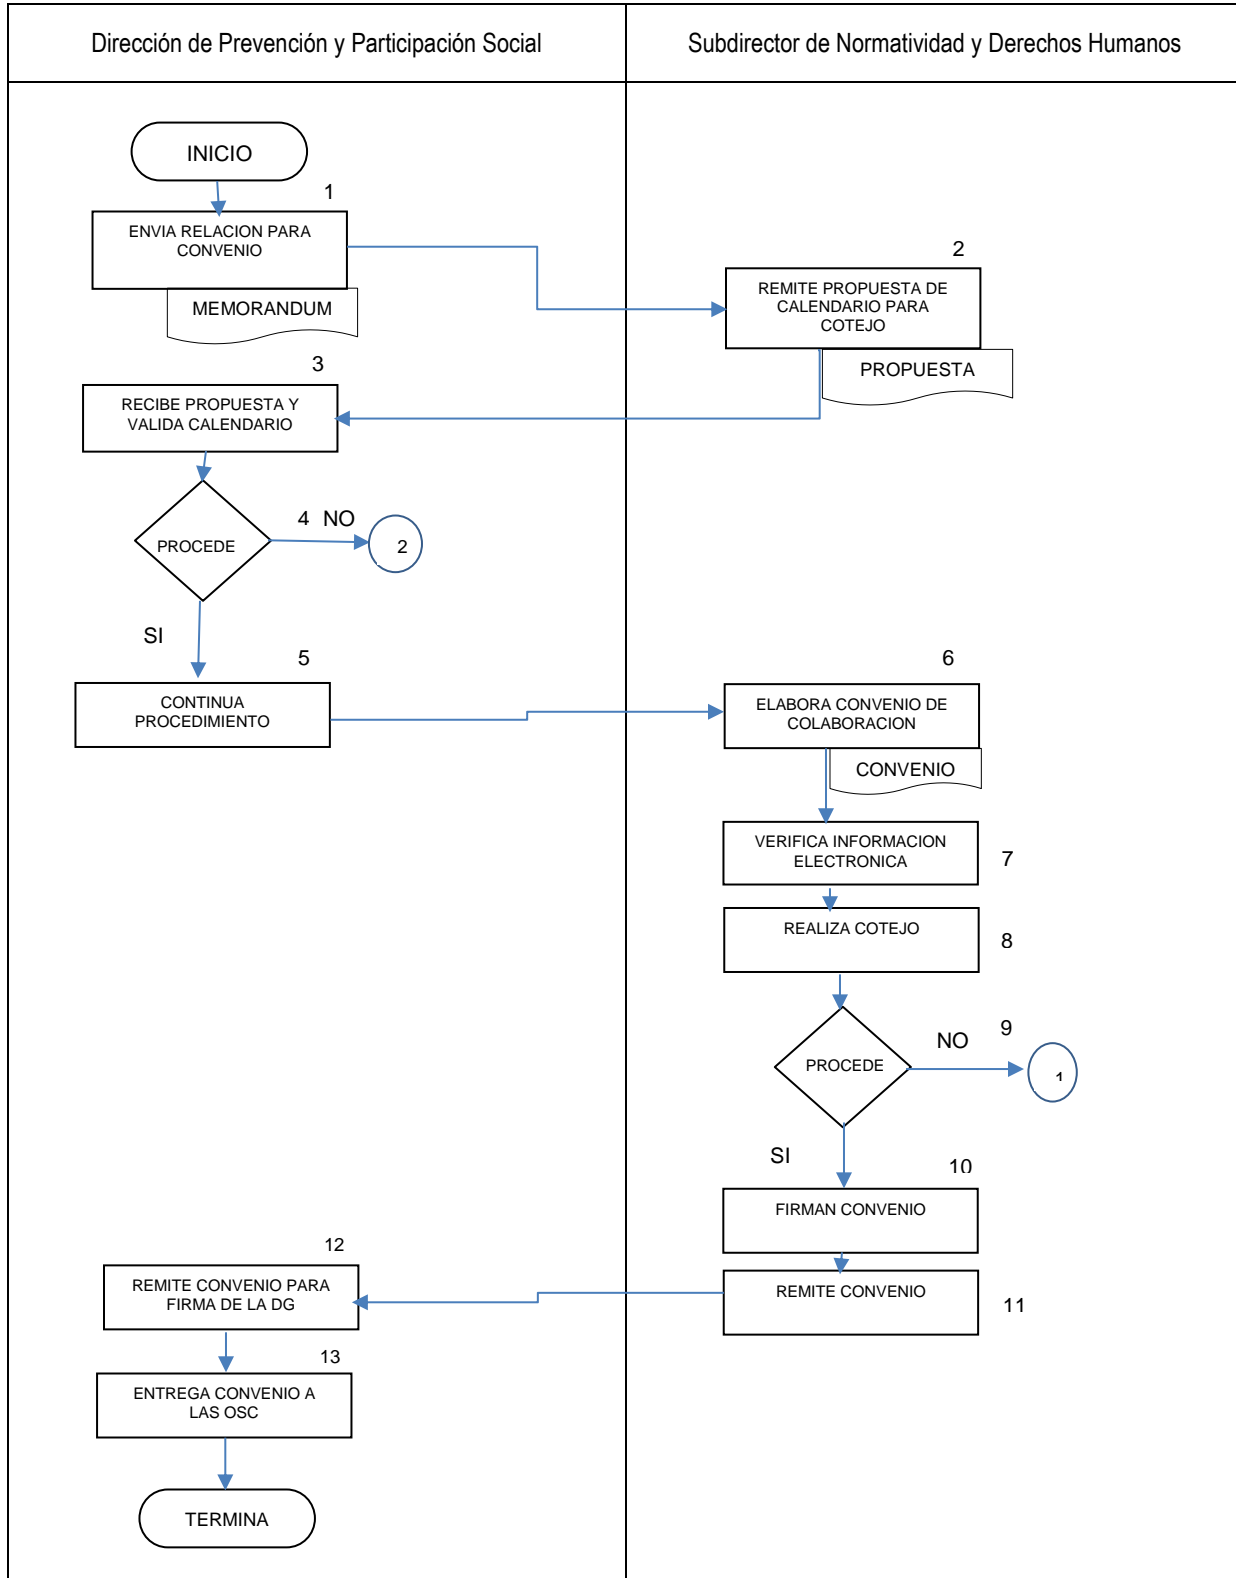 Dirección de Prevención y Participación Social
Subdirector de Normatividad y Derechos Humanos
INICIO
1
ENVIA RELACION PARA
CONVENIO
MEMORANDUM
2
REMITE PROPUESTA DE
CALENDARIO PARA
COTEJO
PROPUESTA
3
RECIBE PROPUESTA Y
VALIDA CALENDARIO
PROCEDE
4 NO
2
SI
5
CONTINUA
PROCEDIMIENTO
6
ELABORA CONVENIO DE
COLABORACION
CONVENIO
VERIFICA INFORMACION
ELECTRONICA
7
REALIZA COTEJO
8
PROCEDE
NO
9
1
SI
10
FIRMAN CONVENIO
REMITE CONVENIO
11
12
REMITE CONVENIO PARA
FIRMA DE LA DG
13
ENTREGA CONVENIO A
LAS OSC
TERMINA